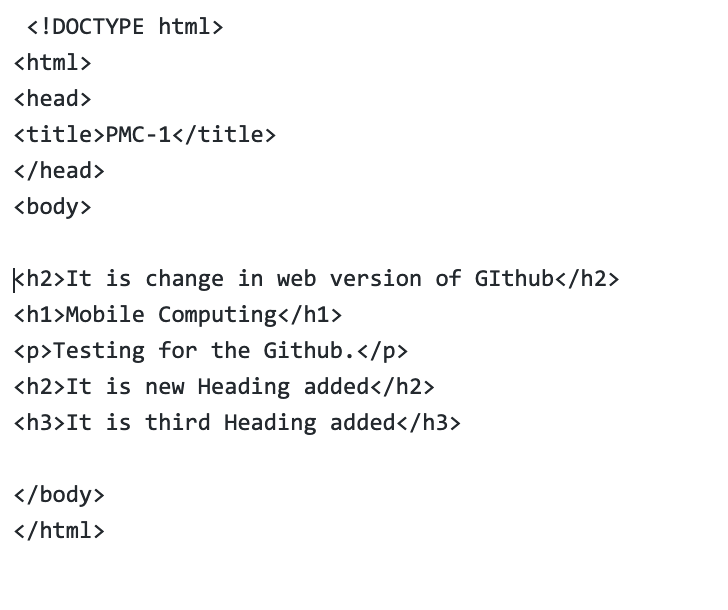 <!DOCTYPE html>
<html>
<head>
<title>PMC-1</title>
</head>
<body>
<h2>It is change in web version of GIthub</h2>
<h1>Mobile Computing</h1>
<p>Testing for the Github.</p>
<h2>It is new Heading added</h2>
<h3>It is third Heading added</h3>
</body>
</html>